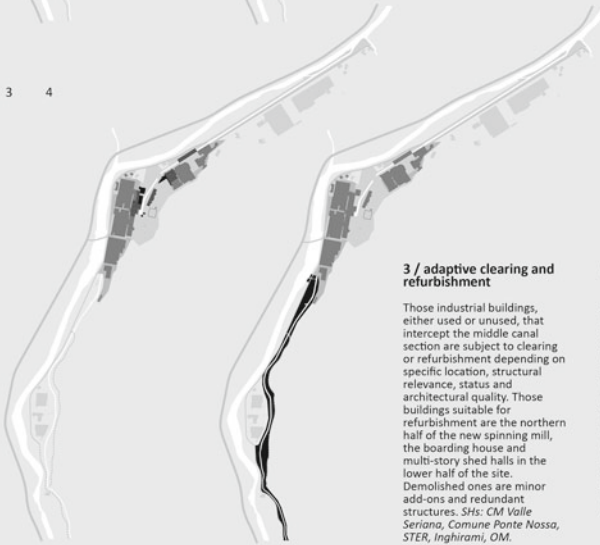 3 4
3 / adaptive clearing and
refurbishment
Those industrial buildings,
either used or unused, that
intercept the middle canal
section are subject to clearing
or refurbishment depending on
specific location, structural
relevance, status and
architectural quality. Those
buildings suitable for
refurbishment are the northern
half of the new spinning mill,
the boarding house and
multi-story shed halls in the
lower half of the site.
Demolished ones are minor
add-ons and redundant
structures. SHs: CM Valle
Seriana, Comune Ponte Nossa,
STER, Inghirami, OM.